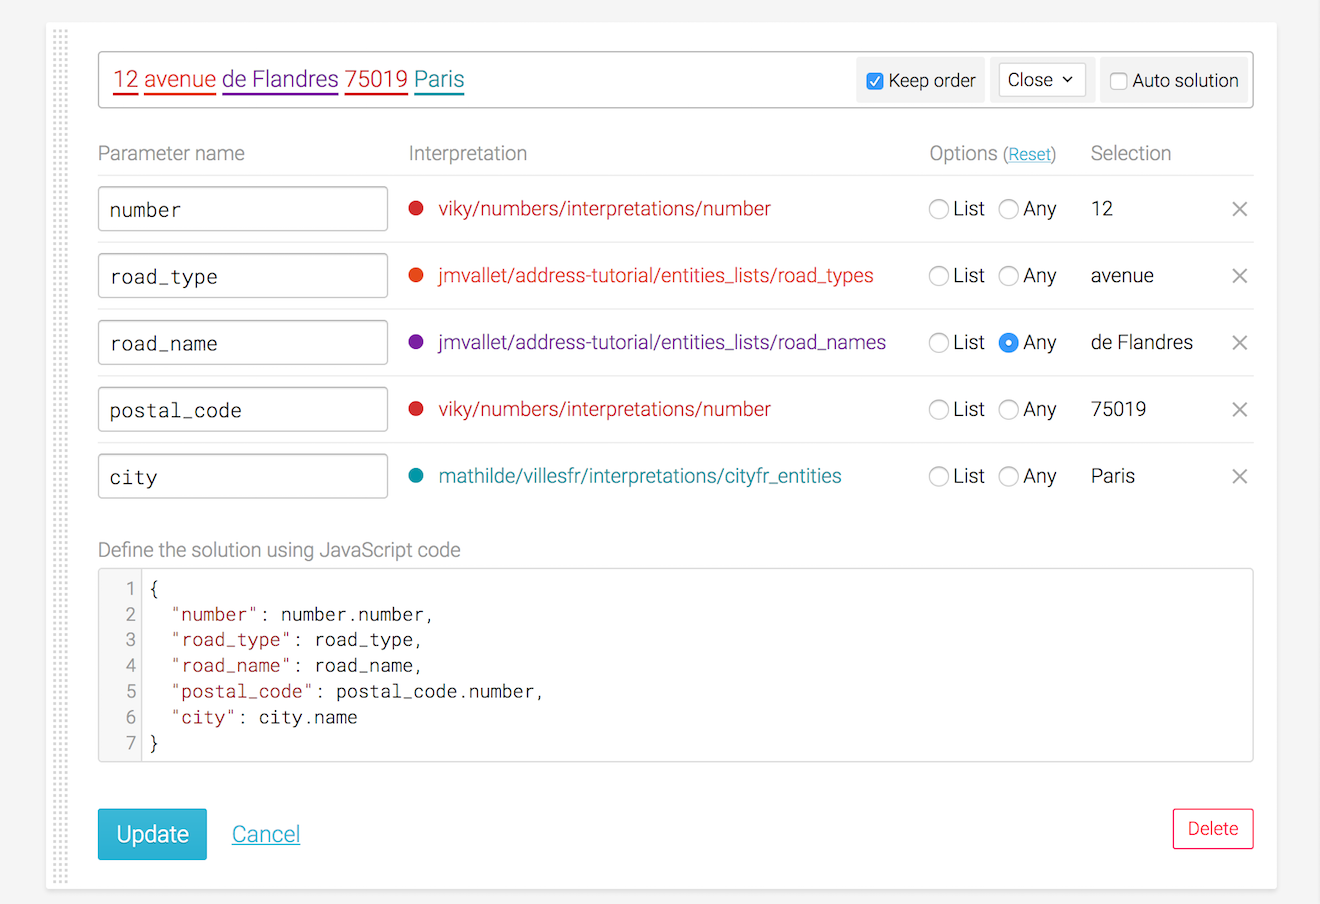 12 avenue de Flandres 75019 Paris Keep order Close Auto solution
Parameter name Interpretation Options (Reset) Selection
number viky/numbers/interpretations/number List Any 12
road_type jmvallet/address-tutorial/entities_lists/road_types List Any avenue
road_name jmvallet/address-tutorial/entities_lists/road_names List Any de Flandres
postal_code viky/numbers/interpretations/number List Any 75019
city mathilde/villesfr/interpretations/cityfr_entities List Any Paris
Define the solution using JavaScript code
1 {
2 "number": number.number,
3 "road_type": road_type,
4 "road_name": road_name,
5 "postal_code": postal_code.number,
6 "city": city.name
7 }
Update Cancel Delete